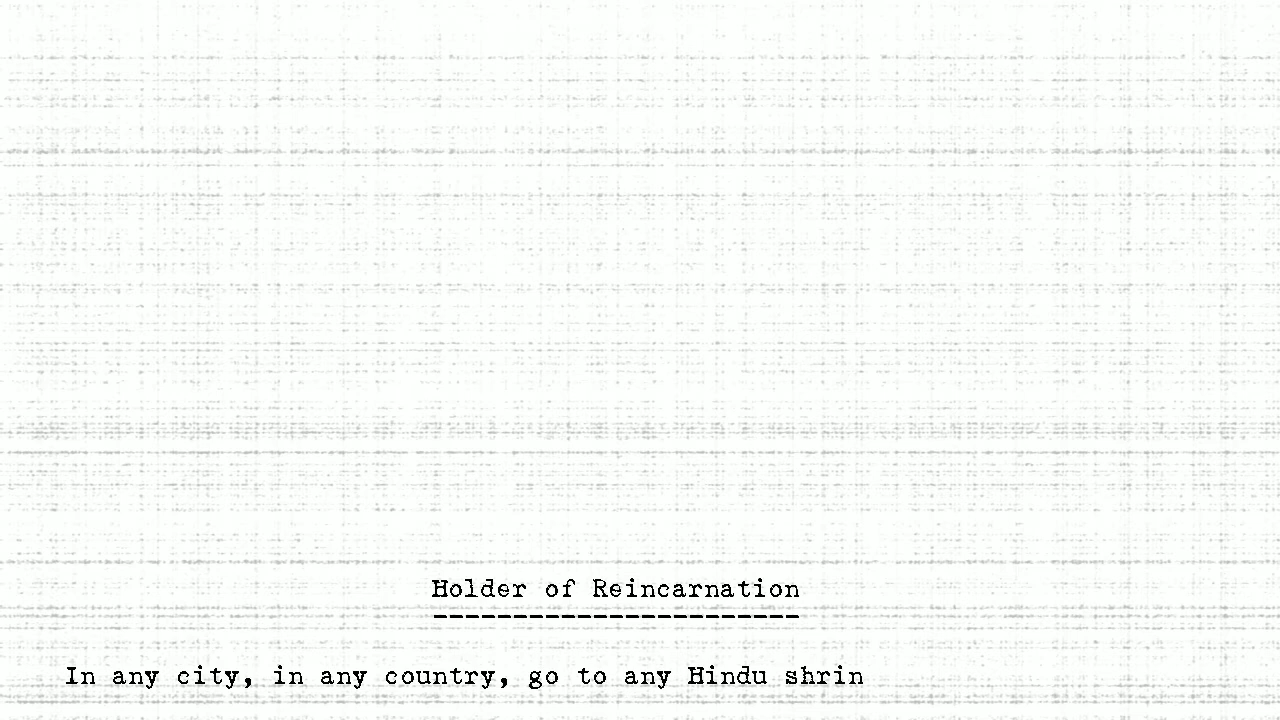 Holder of Reincarnation
-----------------------
In any city, in any country, go to any Hindu shrin